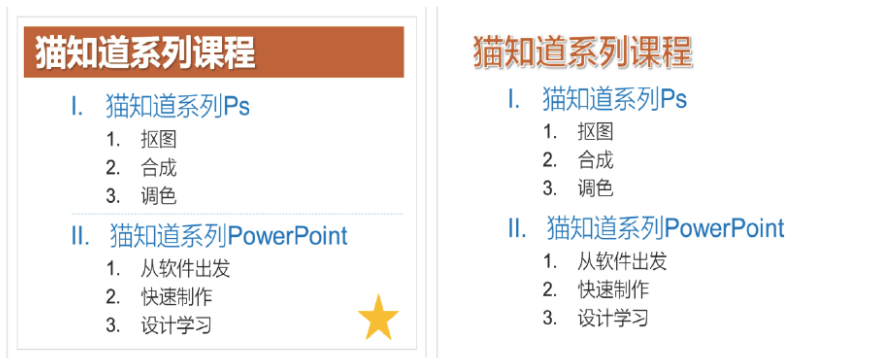 猫知道系列课程
I. 猫知道系列Ps
1. 抠图
2. 合成
3. 调色
II. 猫知道系列PowerPoint
1. 从软件出发
2. 快速制作
3. 设计学习
猫知道系列课程
I. 猫知道系列Ps
1. 抠图
2. 合成
3. 调色
II. 猫知道系列PowerPoint
1. 从软件出发
2. 快速制作
3. 设计学习